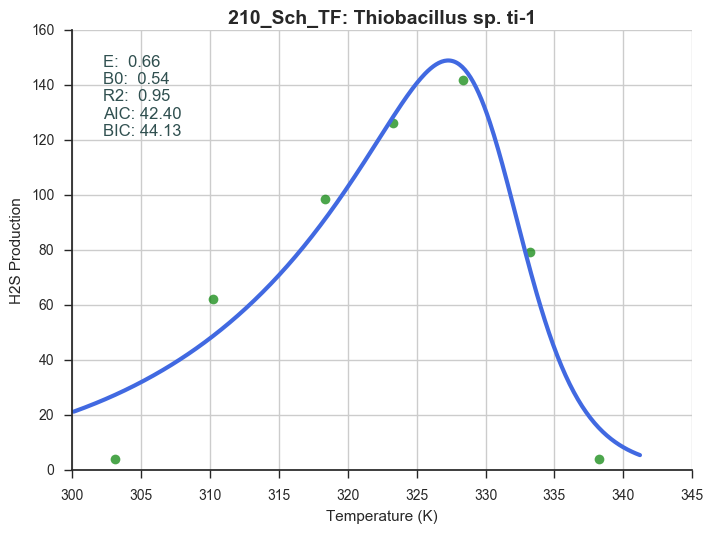 210_Sch_TF: Thiobacillus sp. ti-1
160
140
120
100
80
60
40
20
0
E: 0.66
B0: 0.54
R2: 0.95
AIC: 42.40
BIC: 44.13
H2S Production
300 305 310 315 320 325 330 335 340 345
Temperature (K)